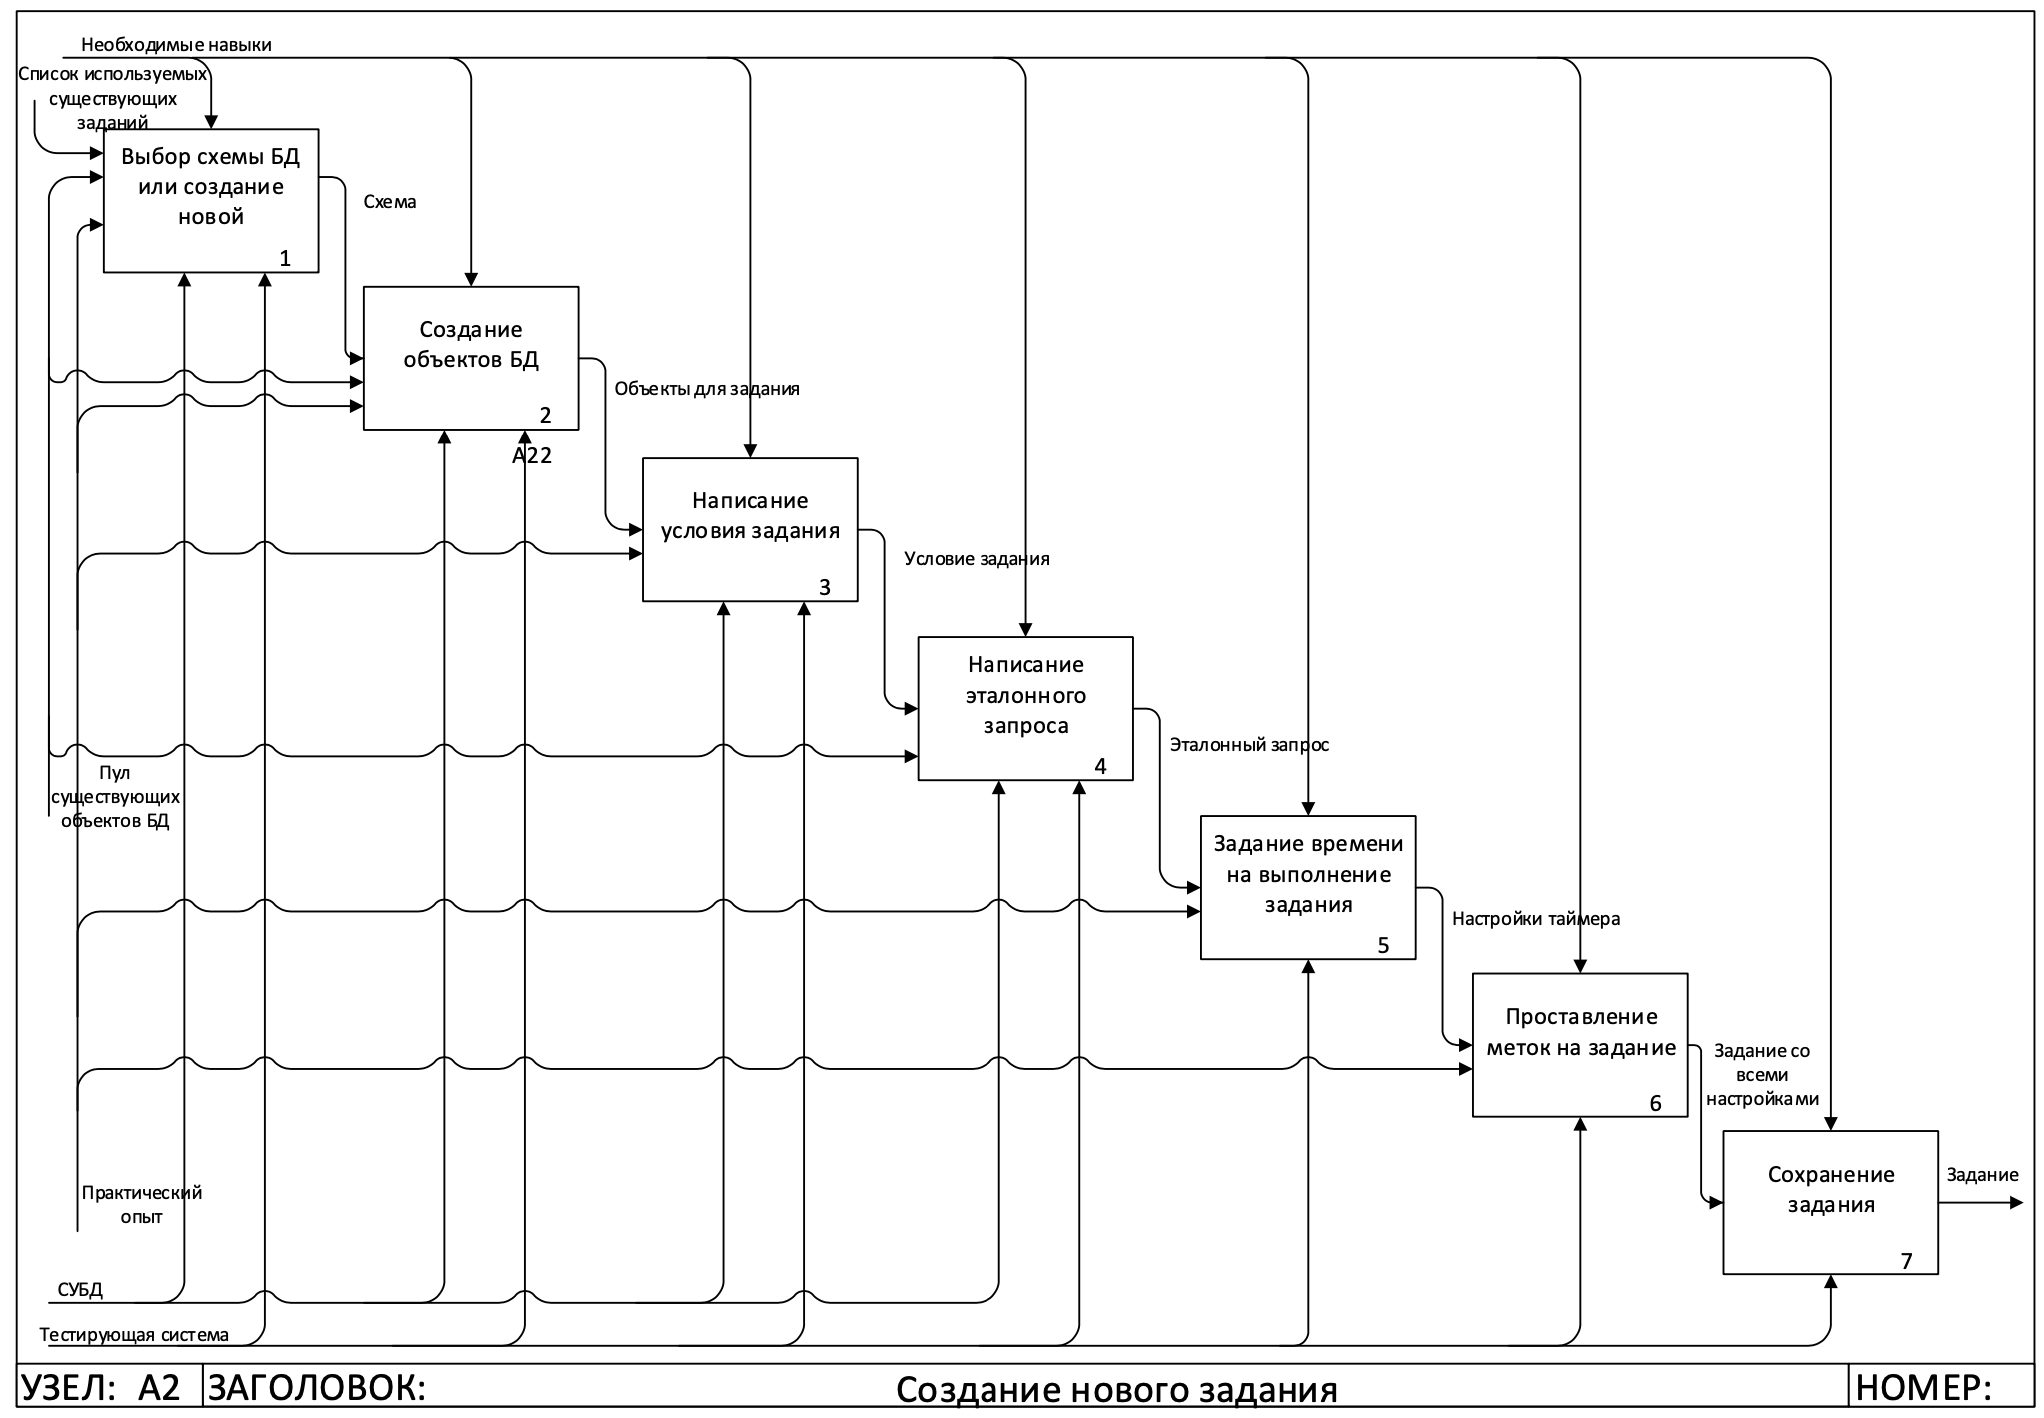 Необходимые навыки
Список используемых
существующих
заданий
Выбор схемы БД
или создание
новой
1
Схема
Создание
объектов БД
2
A22
Объекты для задания
Написание
условия задания
3
Условие задания
Написание
эталонного
запроса
4
Эталонный запрос
Пул
существующих
объектов БД
Задание времени
на выполнение
задания
5
Настройки таймера
Проставление
меток на задание
6
Задание со
всеми
настройками
Сохранение
задания
7
Задание
Практический
опыт
СУБД
Тестирующая система
УЗЕЛ: A2 ЗАГОЛОВОК: Создание нового задания НОМЕР: